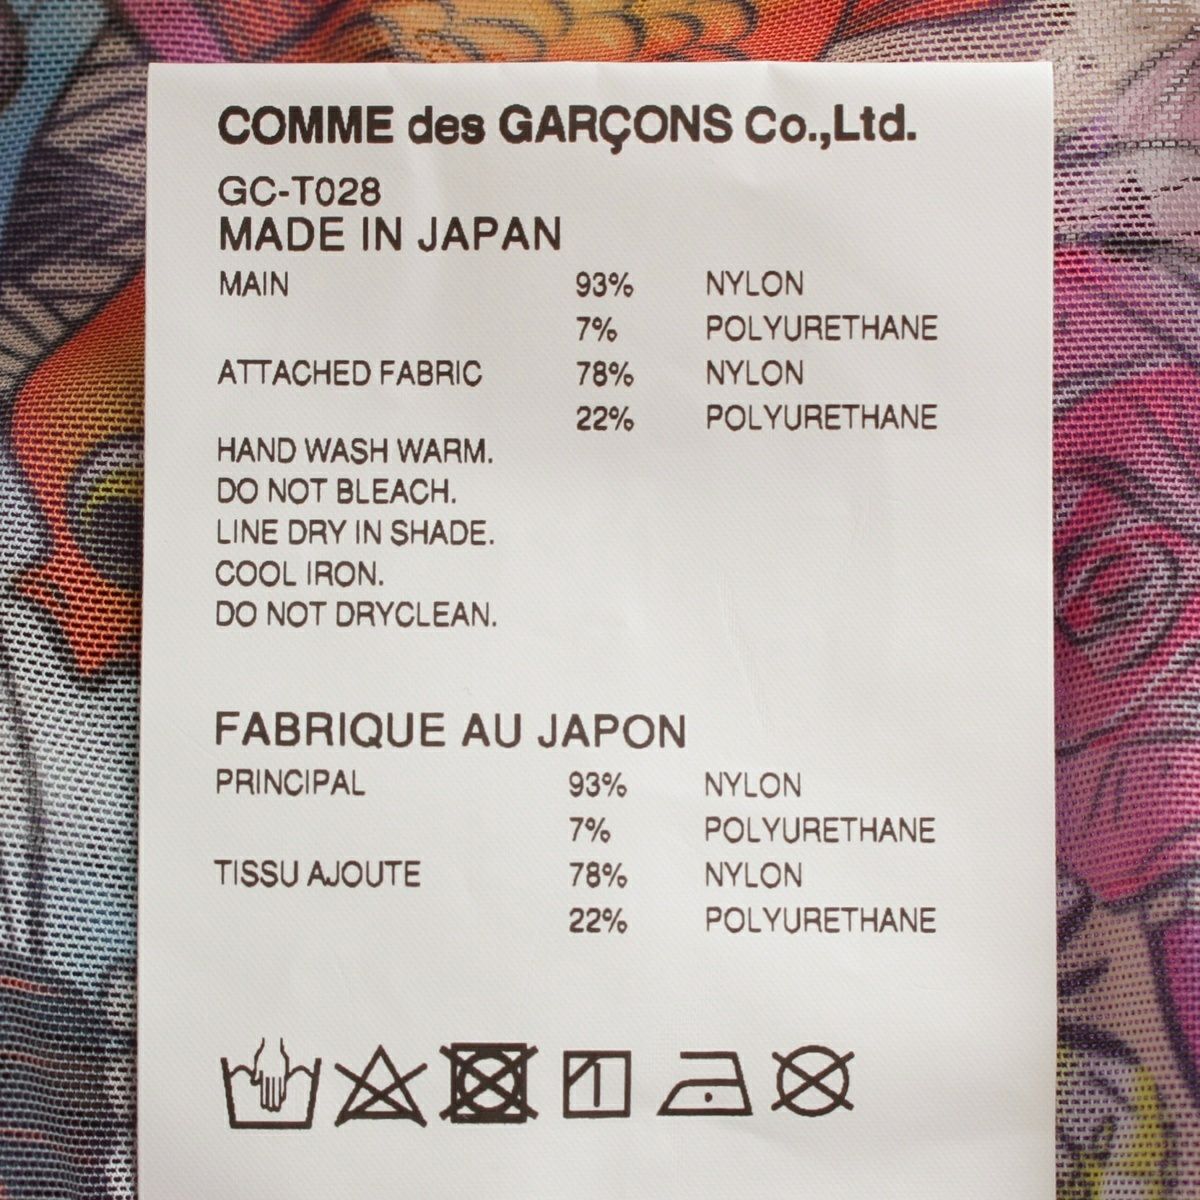 COMME des GARÇONS Co.,Ltd.
GC-T028
MADE IN JAPAN
MAIN 93% NYLON
7% POLYURETHANE
ATTACHED FABRIC 78% NYLON
22% POLYURETHANE
HAND WASH WARM.
DO NOT BLEACH.
LINE DRY IN SHADE.
COOL IRON.
DO NOT DRYCLEAN.
FABRIQUE AU JAPON
PRINCIPAL 93% NYLON
7% POLYURETHANE
TISSU AJOUTE 78% NYLON
22% POLYURETHANE